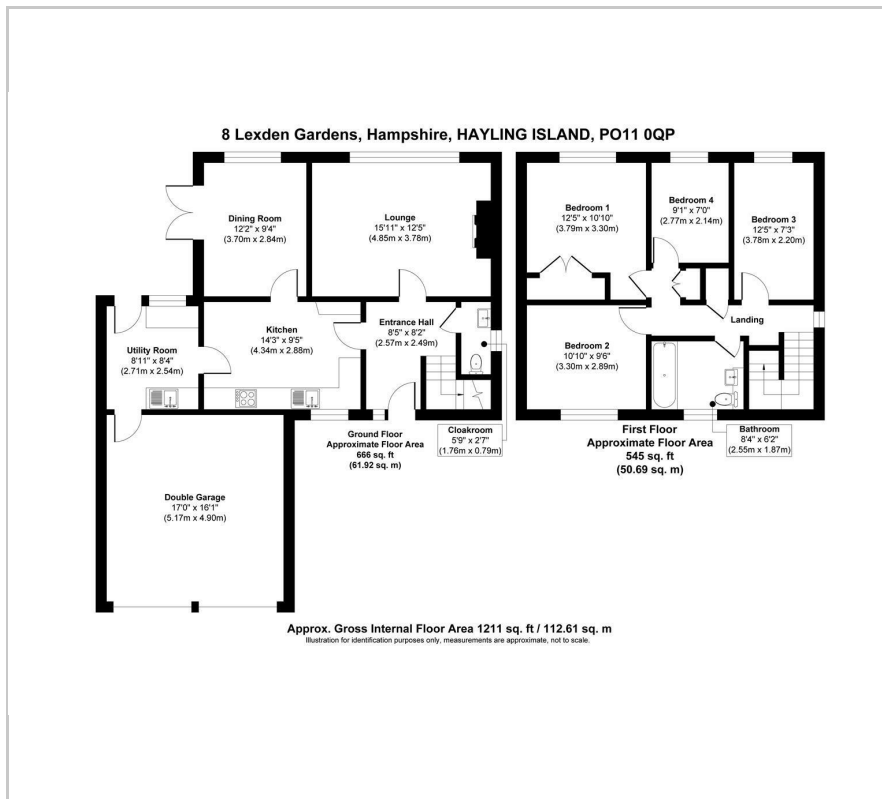 8 Lexden Gardens, Hampshire, HAYLING ISLAND, PO11 0QP
Dining Room
12'2" x 9'4"
(3.70m x 2.84m)
Lounge
15'11" x 12'5"
(4.85m x 3.78m)
Kitchen
14'3" x 9'5"
(4.34m x 2.88m)
Entrance Hall
8'5" x 8'2"
(2.57m x 2.49m)
Utility Room
8'11" x 8'4"
(2.71m x 2.54m)
Ground Floor
Approximate Floor Area
666 sq. ft
(61.92 sq. m)
Cloakroom
5'9" x 2'7"
(1.76m x 0.79m)
Double Garage
17'0" x 16'1"
(5.17m x 4.90m)
Bedroom 1
12'5" x 10'10"
(3.79m x 3.30m)
Bedroom 4
9'1" x 7'0"
(2.77m x 2.14m)
Bedroom 3
12'5" x 7'3"
(3.78m x 2.20m)
Landing
Bedroom 2
10'10" x 9'6"
(3.30m x 2.89m)
First Floor
Approximate Floor Area
545 sq. ft
(50.69 sq. m)
Bathroom
8'4" x 6'2"
(2.55m x 1.87m)
Approx. Gross Internal Floor Area 1211 sq. ft / 112.61 sq. m
Illustration for identification purposes only, measurements are approximate, not to scale.